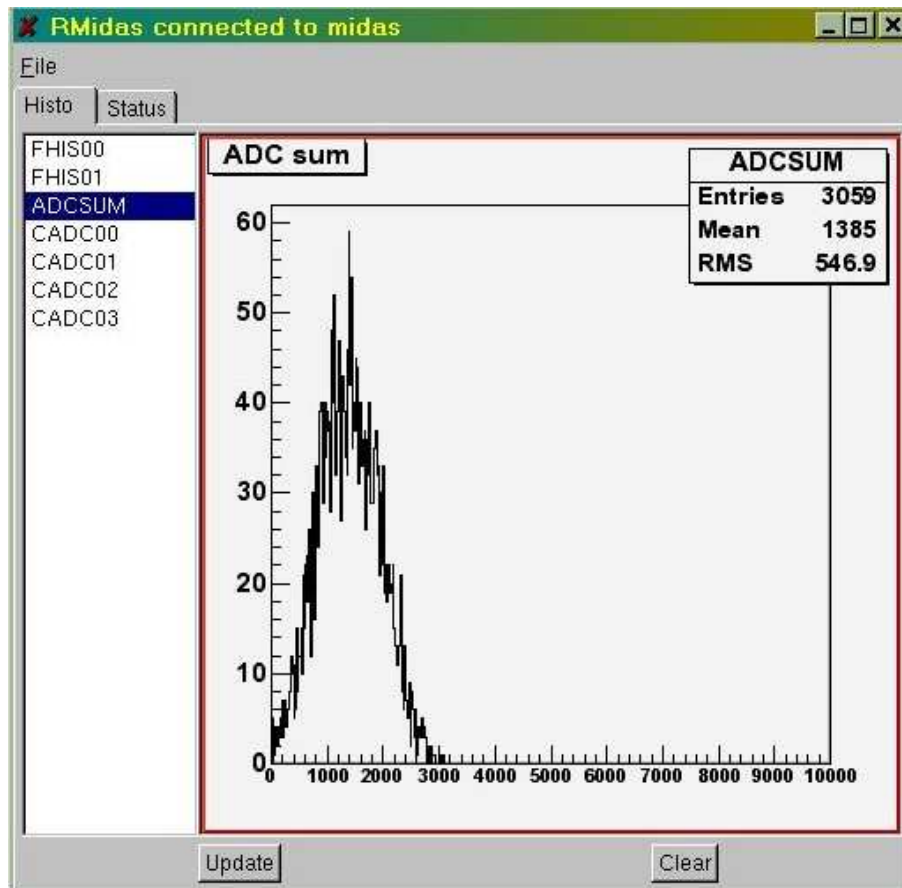 RMidas connected to midas
File
Histo Status
FHIS00
FHIS01
ADCSUM
CADC00
CADC01
CADC02
CADC03
ADC sum
ADCSUM
Entries 3059
Mean 1385
RMS 546.9
60
50
40
30
20
10
0
0 1000 2000 3000 4000 5000 6000 7000 8000 9000 10000
Update Clear